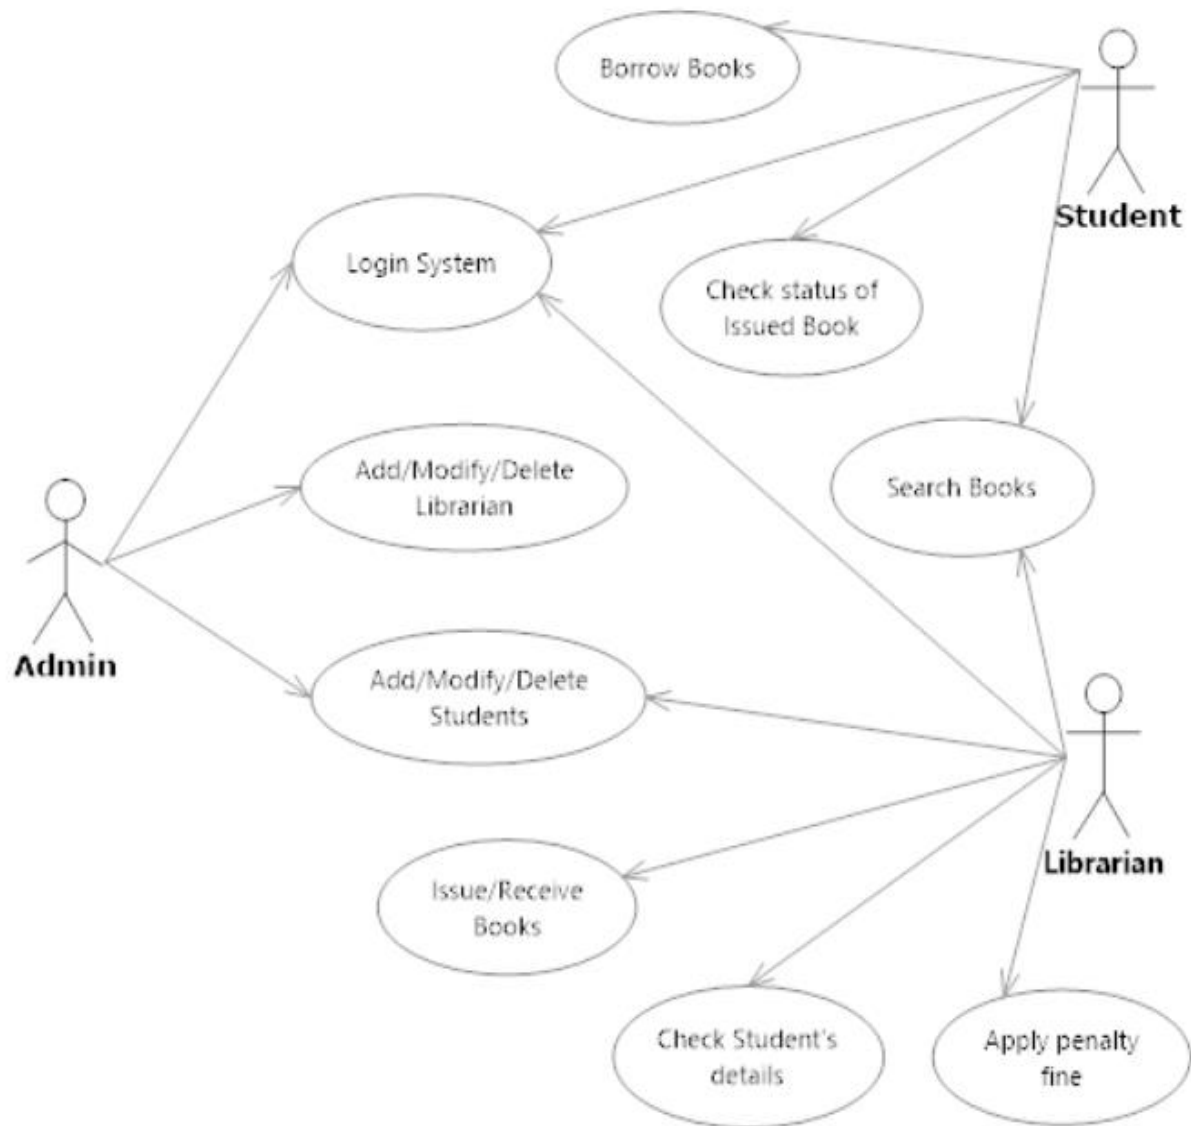 Borrow Books
Student
Login System
Check status of
Issued Book
Add/Modify/Delete
Librarian
Search Books
Admin
Add/Modify/Delete
Students
Librarian
Issue/Receive
Books
Check Student's
details
Apply penalty
fine